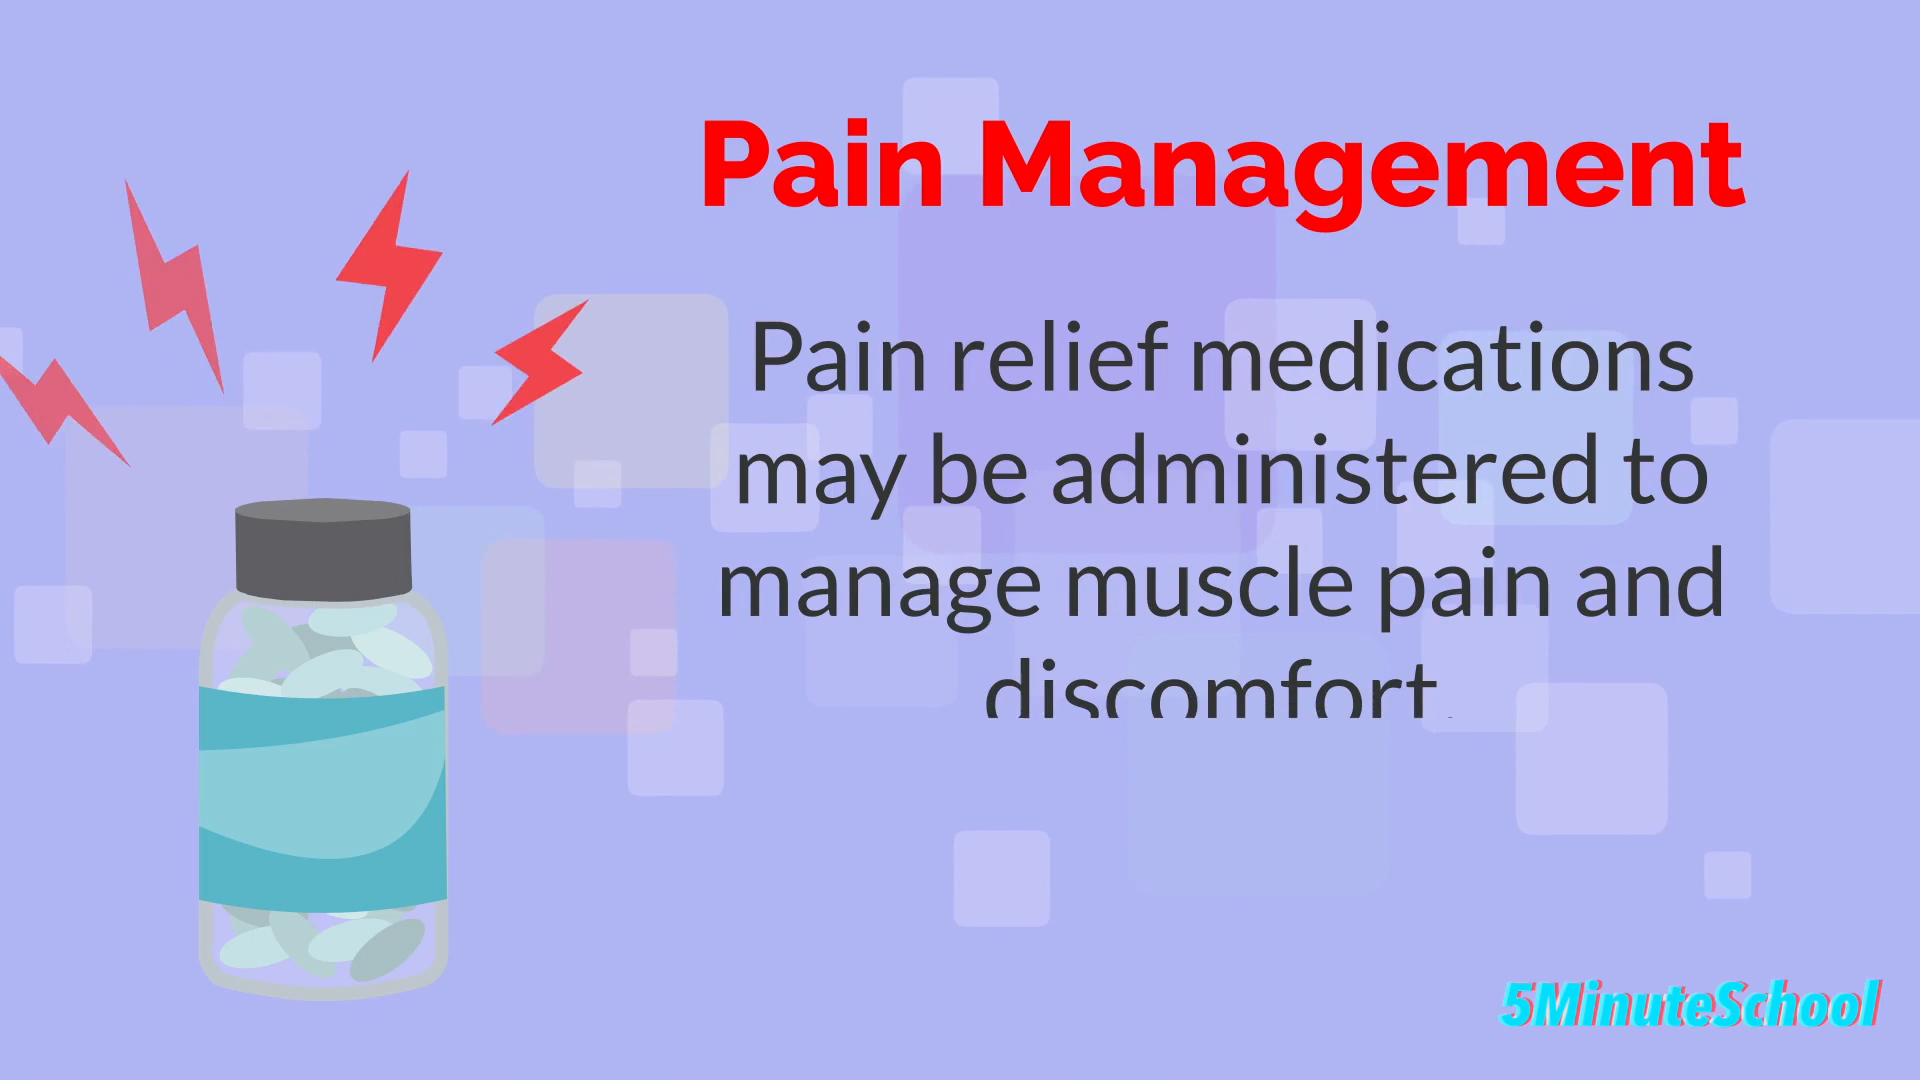 Pain Management
Pain relief medications
may be administered to
manage muscle pain and
discomfort.
5MinuteSchool